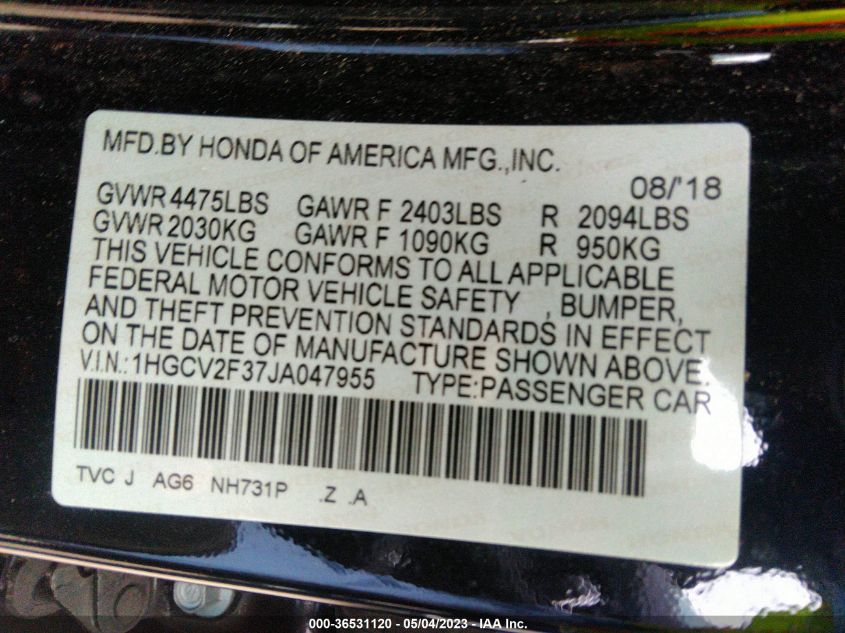 MFD.BY HONDA OF AMERICA MFG.,INC.
08/'18
GVWR 4475LBS GAWR F 2403LBS R 2094LBS
GVWR 2030KG GAWR F 1090KG R 950KG
THIS VEHICLE CONFORMS TO ALL APPLICABLE
FEDERAL MOTOR VEHICLE SAFETY , BUMPER,
AND THEFT PREVENTION STANDARDS IN EFFECT
ON THE DATE OF MANUFACTURE SHOWN ABOVE.
V.I.N.:1HGCV2F37JA047955 TYPE:PASSENGER CAR
TVC J AG6 NH731P .Z .A
000-36531120 - 05/04/2023 - IAA Inc.